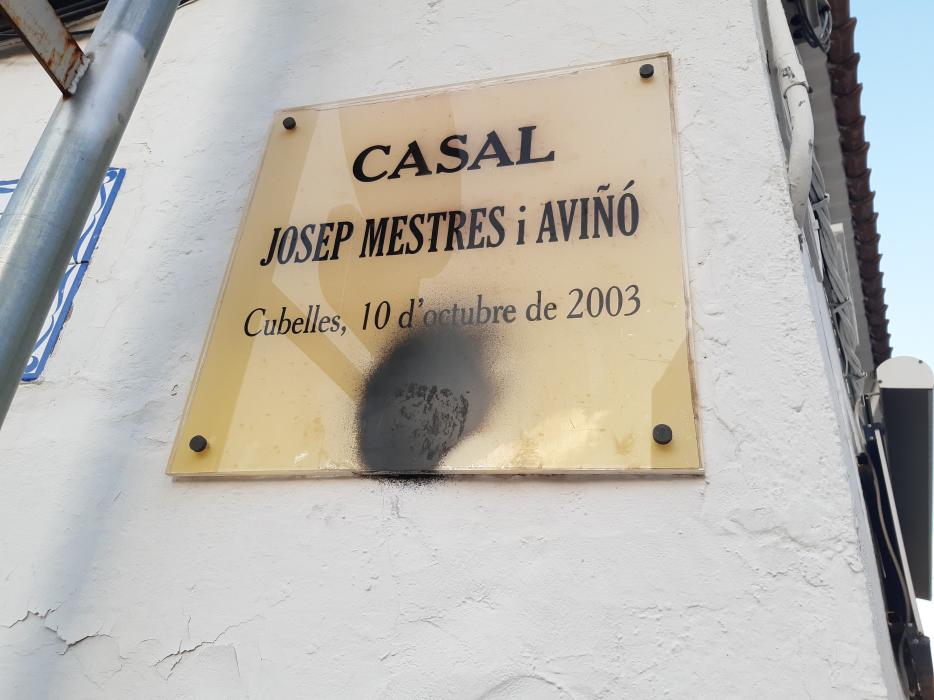 CASAL
JOSEP MESTRES i AVIÑÓ
Cubelles, 10 d'octubre de 2003